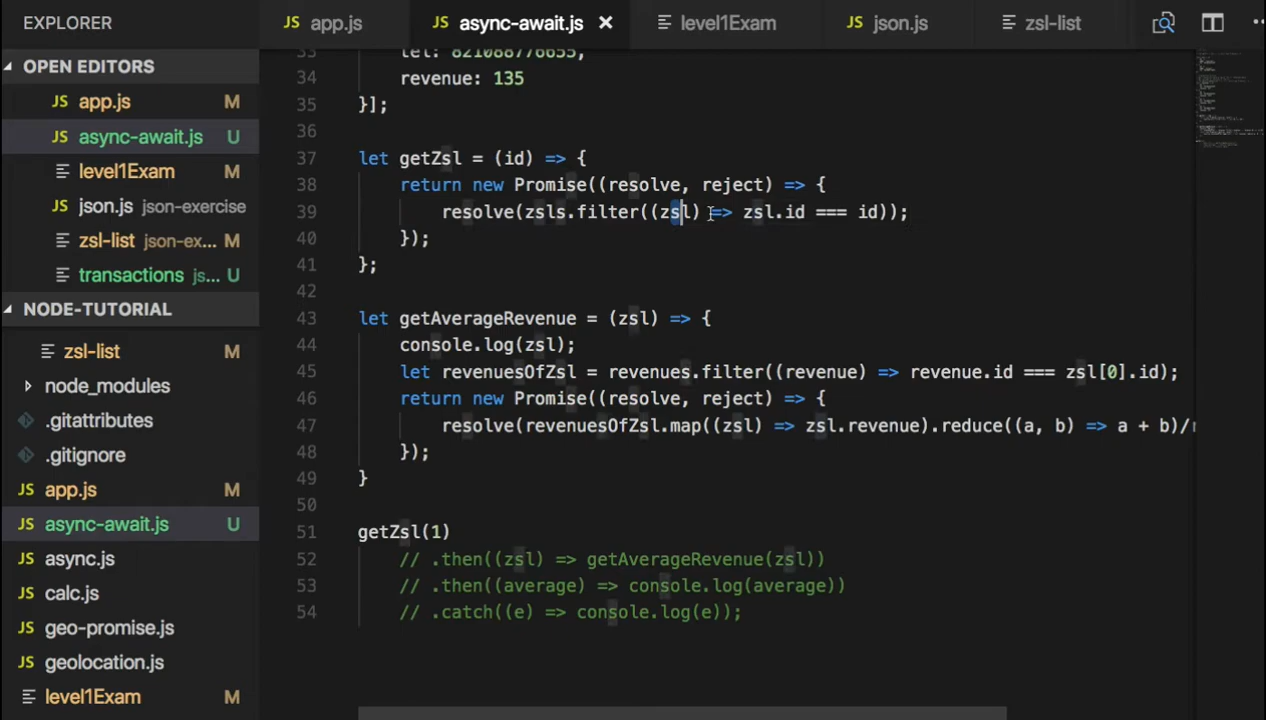 EXPLORER
JS app.js
JS async-await.js ×
level1Exam
JS json.js
zsl-list
OPEN EDITORS
JS app.js M
JS async-await.js U
level1Exam M
JS json.js json-exercise
zsl-list json-ex... M
transactions js... U
NODE-TUTORIAL
zsl-list M
node_modules
.gitattributes
.gitignore
JS app.js M
JS async-await.js U
JS async.js
JS calc.js
JS geo-promise.js
JS geolocation.js
level1Exam M
33 tel: 821088776655,
34 revenue: 135
35 }];
36
37 let getZsl = (id) => {
38 return new Promise((resolve, reject) => {
39 resolve(zsls.filter((zsl) => zsl.id === id));
40 });
41 };
42
43 let getAverageRevenue = (zsl) => {
44 console.log(zsl);
45 let revenuesOfZsl = revenues.filter((revenue) => revenue.id === zsl[0].id);
46 return new Promise((resolve, reject) => {
47 resolve(revenuesOfZsl.map((zsl) => zsl.revenue).reduce((a, b) => a + b)/r
48 });
49 }
50
51 getZsl(1)
52 // .then((zsl) => getAverageRevenue(zsl))
53 // .then((average) => console.log(average))
54 // .catch((e) => console.log(e));